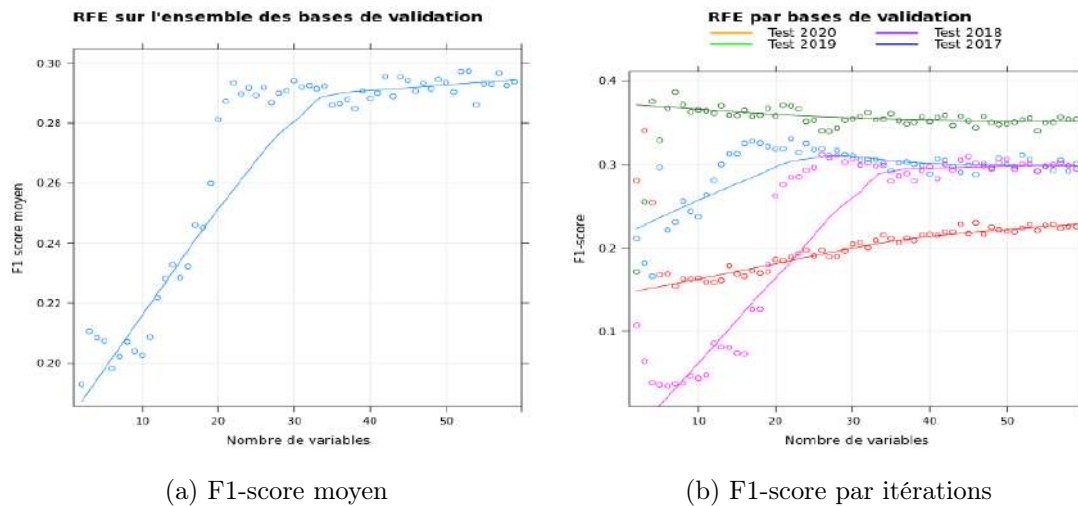 RFE sur l'ensemble des bases de validation
0.30
0.28
0.26
0.24
0.22
0.20
F1 score moyen
10
20
30
40
50
Nombre de variables
(a) F1-score moyen
RFE par bases de validation
Test 2020
Test 2018
Test 2019
Test 2017
0.4
0.3
0.2
0.1
F1-score
10
20
30
40
50
Nombre de variables
(b) F1-score par itérations